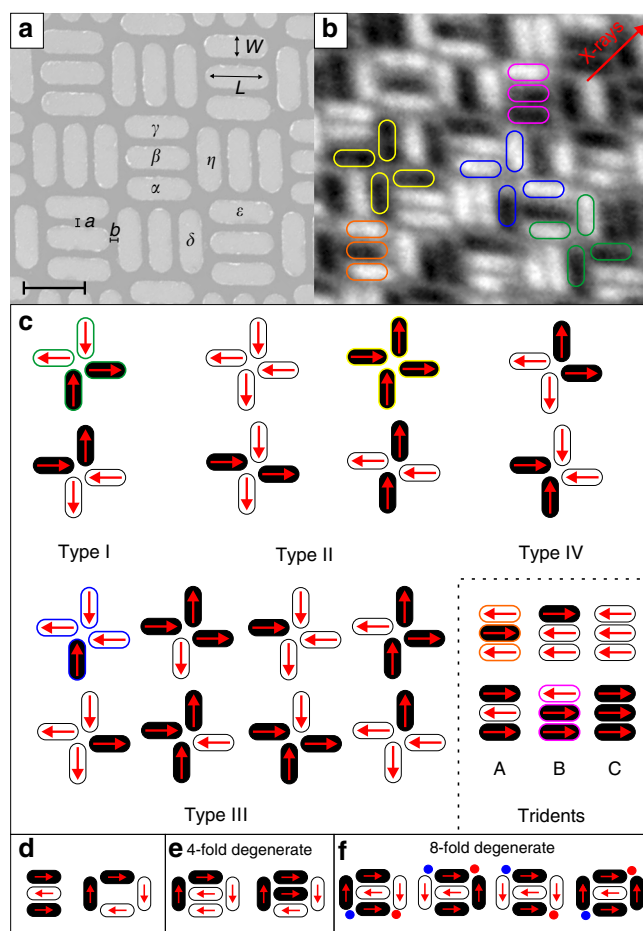 a
W
L
γ
β
α
η
a
b
ε
δ
b
X-rays
c
Type I
Type II
Type IV
Type III
A B C
Tridents
d
e 4-fold degenerate
f 8-fold degenerate